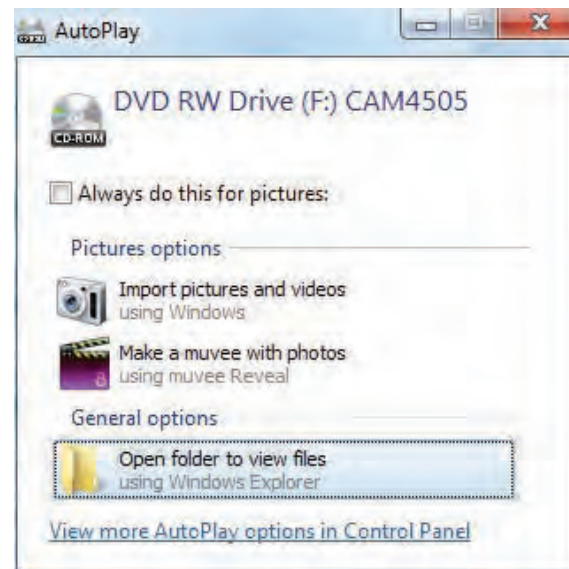 AutoPlay
DVD RW Drive (F:) CAM4505
CD-ROM
Always do this for pictures:
Pictures options
Import pictures and videos
using Windows
Make a muvee with photos
8
using muvee Reveal
General options
Open folder to view files
using Windows Explorer
View more AutoPlay options in Control Panel